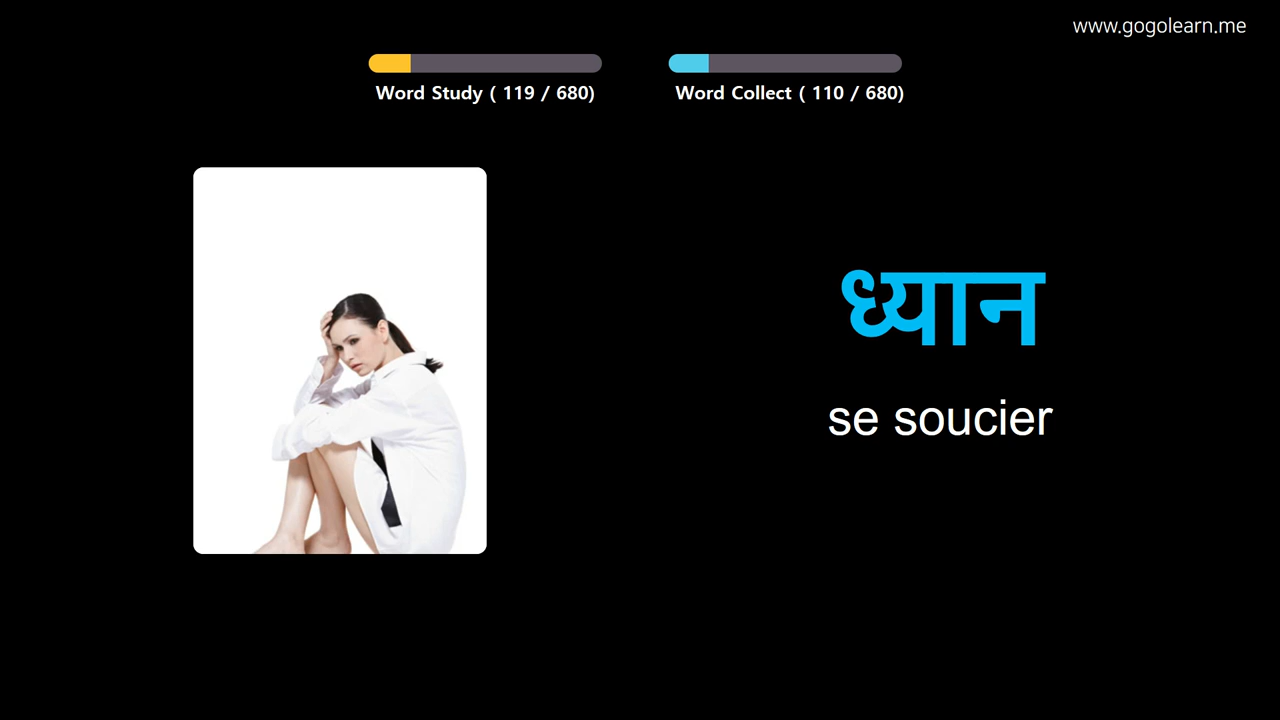 www.gogolearn.me
Word Study ( 119 / 680)
Word Collect ( 110 / 680)
ध्यान
se soucier